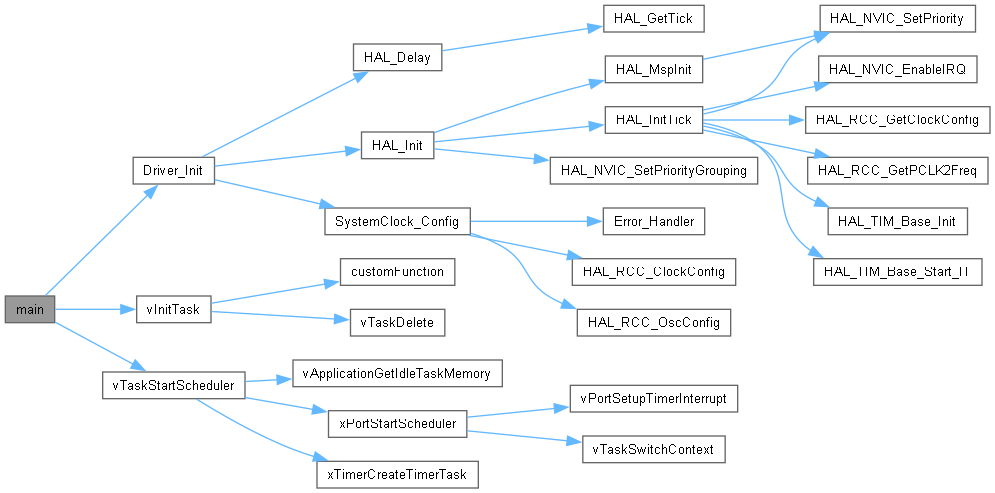 HAL_GetTick
HAL_NVIC_SetPriority
HAL_Delay
HAL_MspInit
HAL_NVIC_EnableIRQ
HAL_InitTick
HAL_RCC_GetClockConfig
HAL_Init
Driver_Init
HAL_NVIC_SetPriorityGrouping
HAL_RCC_GetPCLK2Freq
SystemClock_Config
Error_Handler
HAL_TIM_Base_Init
customFunction
HAL_RCC_ClockConfig
HAL_TIM_Base_Start_IT
main
vInitTask
vTaskDelete
HAL_RCC_OscConfig
vTaskStartScheduler
vApplicationGetIdleTaskMemory
vPortSetupTimerInterrupt
xPortStartScheduler
vTaskSwitchContext
xTimerCreateTimerTask